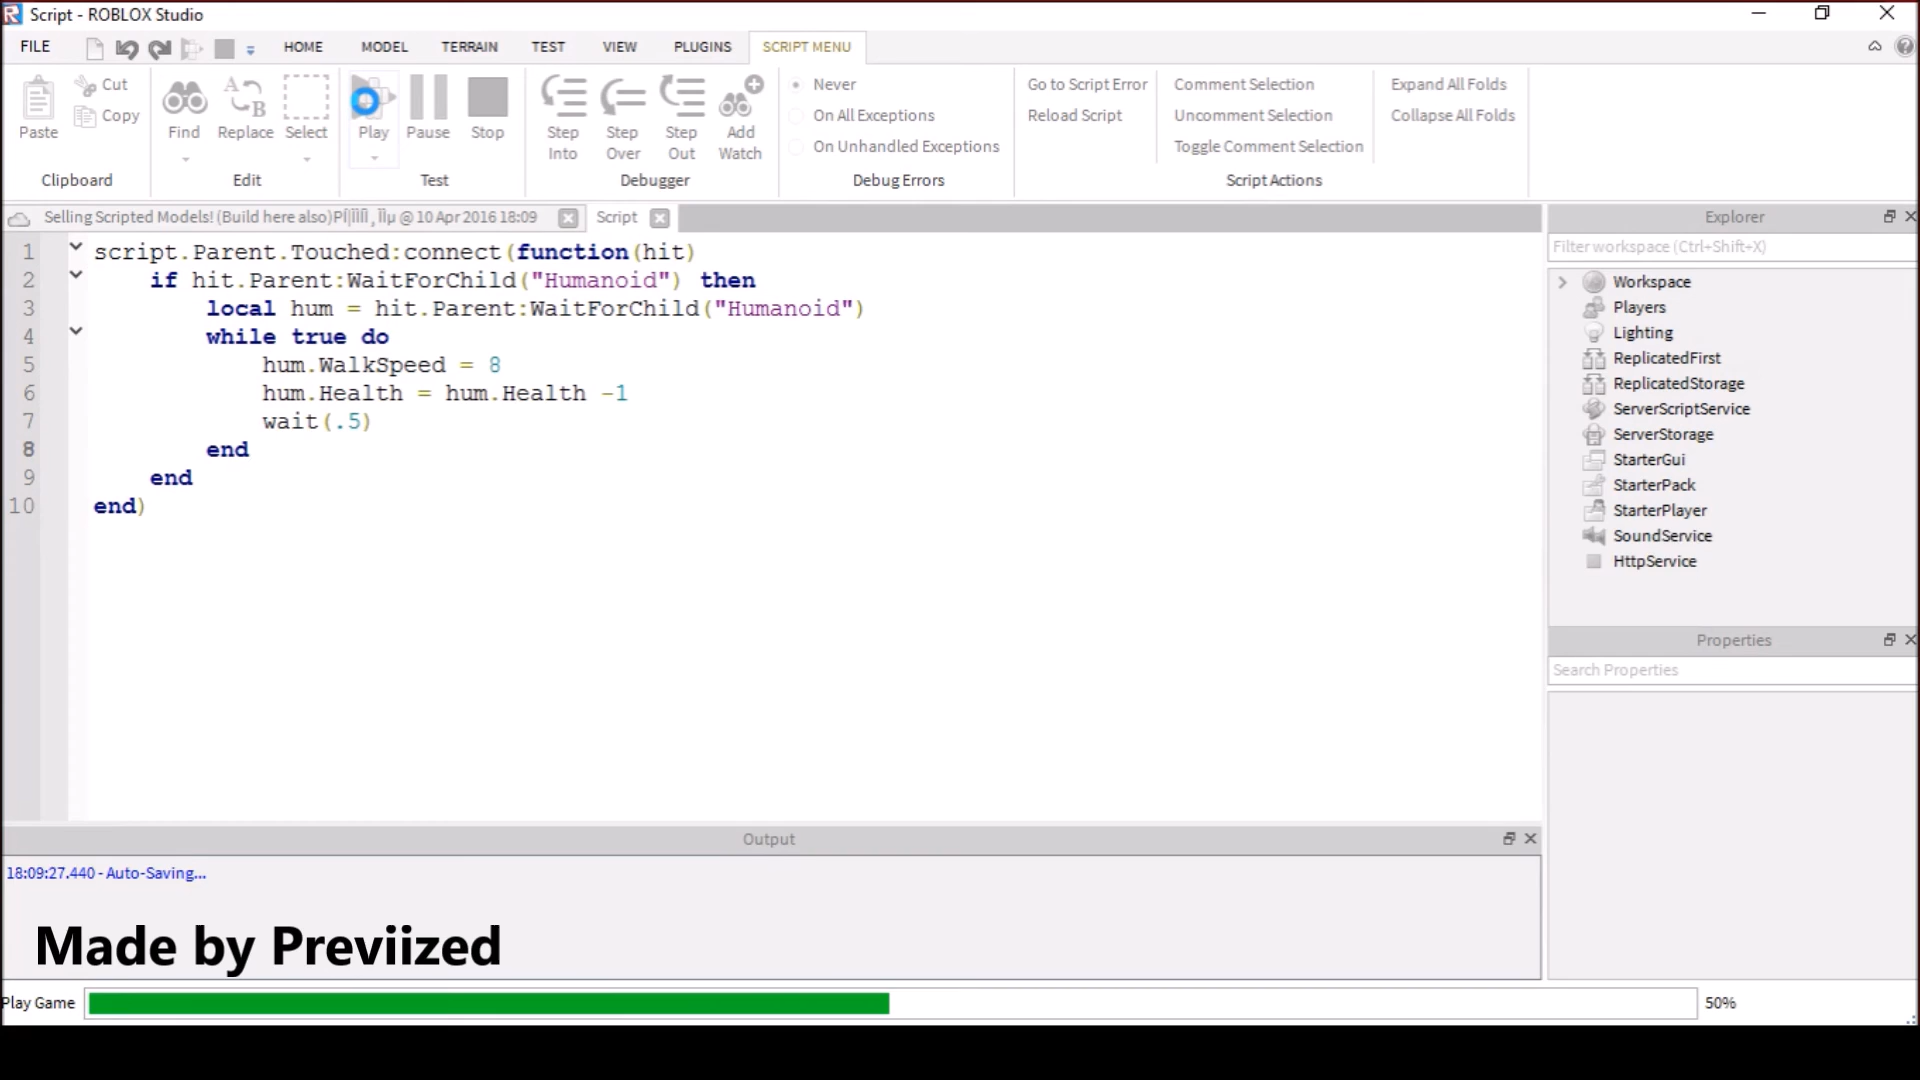 Script - ROBLOX Studio
FILE HOME MODEL TERRAIN TEST VIEW PLUGINS SCRIPT MENU
Paste Cut Copy Find Replace Select Play Pause Stop Step Into Step Over Step Out Add Watch
Never
On All Exceptions
On Unhandled Exceptions
Go to Script Error
Reload Script
Comment Selection
Uncomment Selection
Toggle Comment Selection
Expand All Folds
Collapse All Folds
Clipboard Edit Test Debugger Debug Errors Script Actions
Selling Scripted Models! (Build here also) @ 10 Apr 2016 18:09 Script
1 script.Parent.Touched:connect(function(hit)
2 if hit.Parent:WaitForChild("Humanoid") then
3 local hum = hit.Parent:WaitForChild("Humanoid")
4 while true do
5 hum.WalkSpeed = 8
6 hum.Health = hum.Health -1
7 wait(.5)
8 end
9 end
10 end)
Explorer
Filter workspace (Ctrl+Shift+X)
Workspace
Players
Lighting
ReplicatedFirst
ReplicatedStorage
ServerScriptService
ServerStorage
StarterGui
StarterPack
StarterPlayer
SoundService
HttpService
Properties
Search Properties
Output
18:09:27.440 - Auto-Saving...
Made by Previized
Play Game 50%